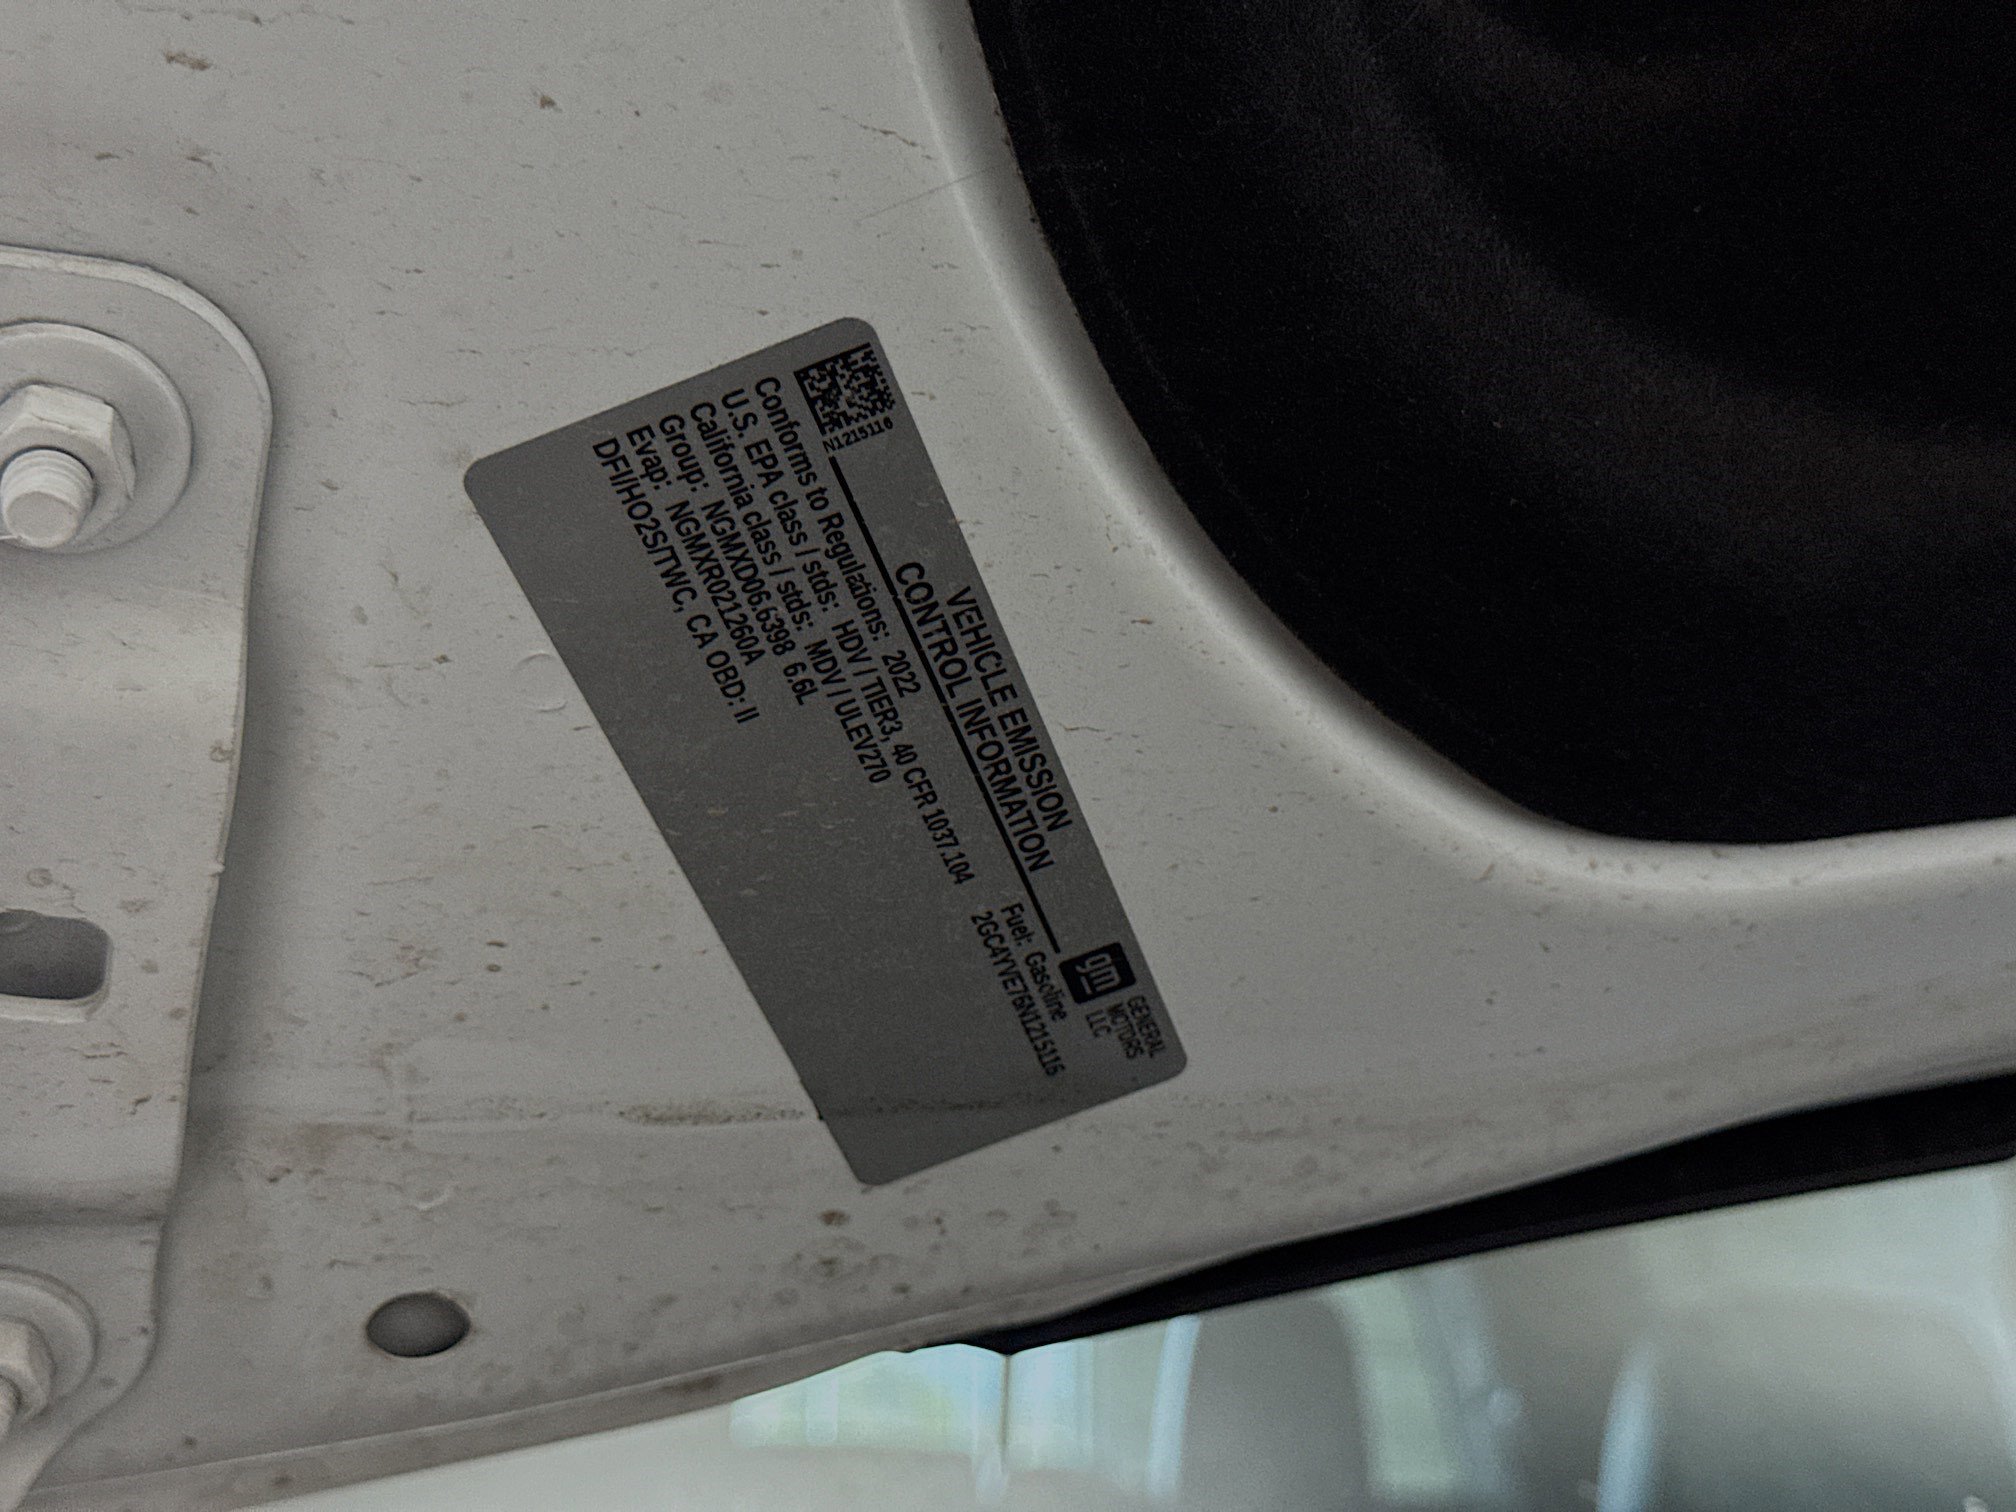 N1215116
VEHICLE EMISSION
CONTROL INFORMATION
gm
GENERAL
MOTORS
LLC
Conforms to Regulations: 2022
Fuel: Gasoline
U.S. EPA class / stds: HDV / TIER3, 40 CFR 1037.104
2GC4YVE76N1215116
California class / stds: MDV / ULEV270
Group: NGMXD06.6398 6.6L
Evap: NGMXR021260A
DFI/HO2S/TWC, CA OBD: II